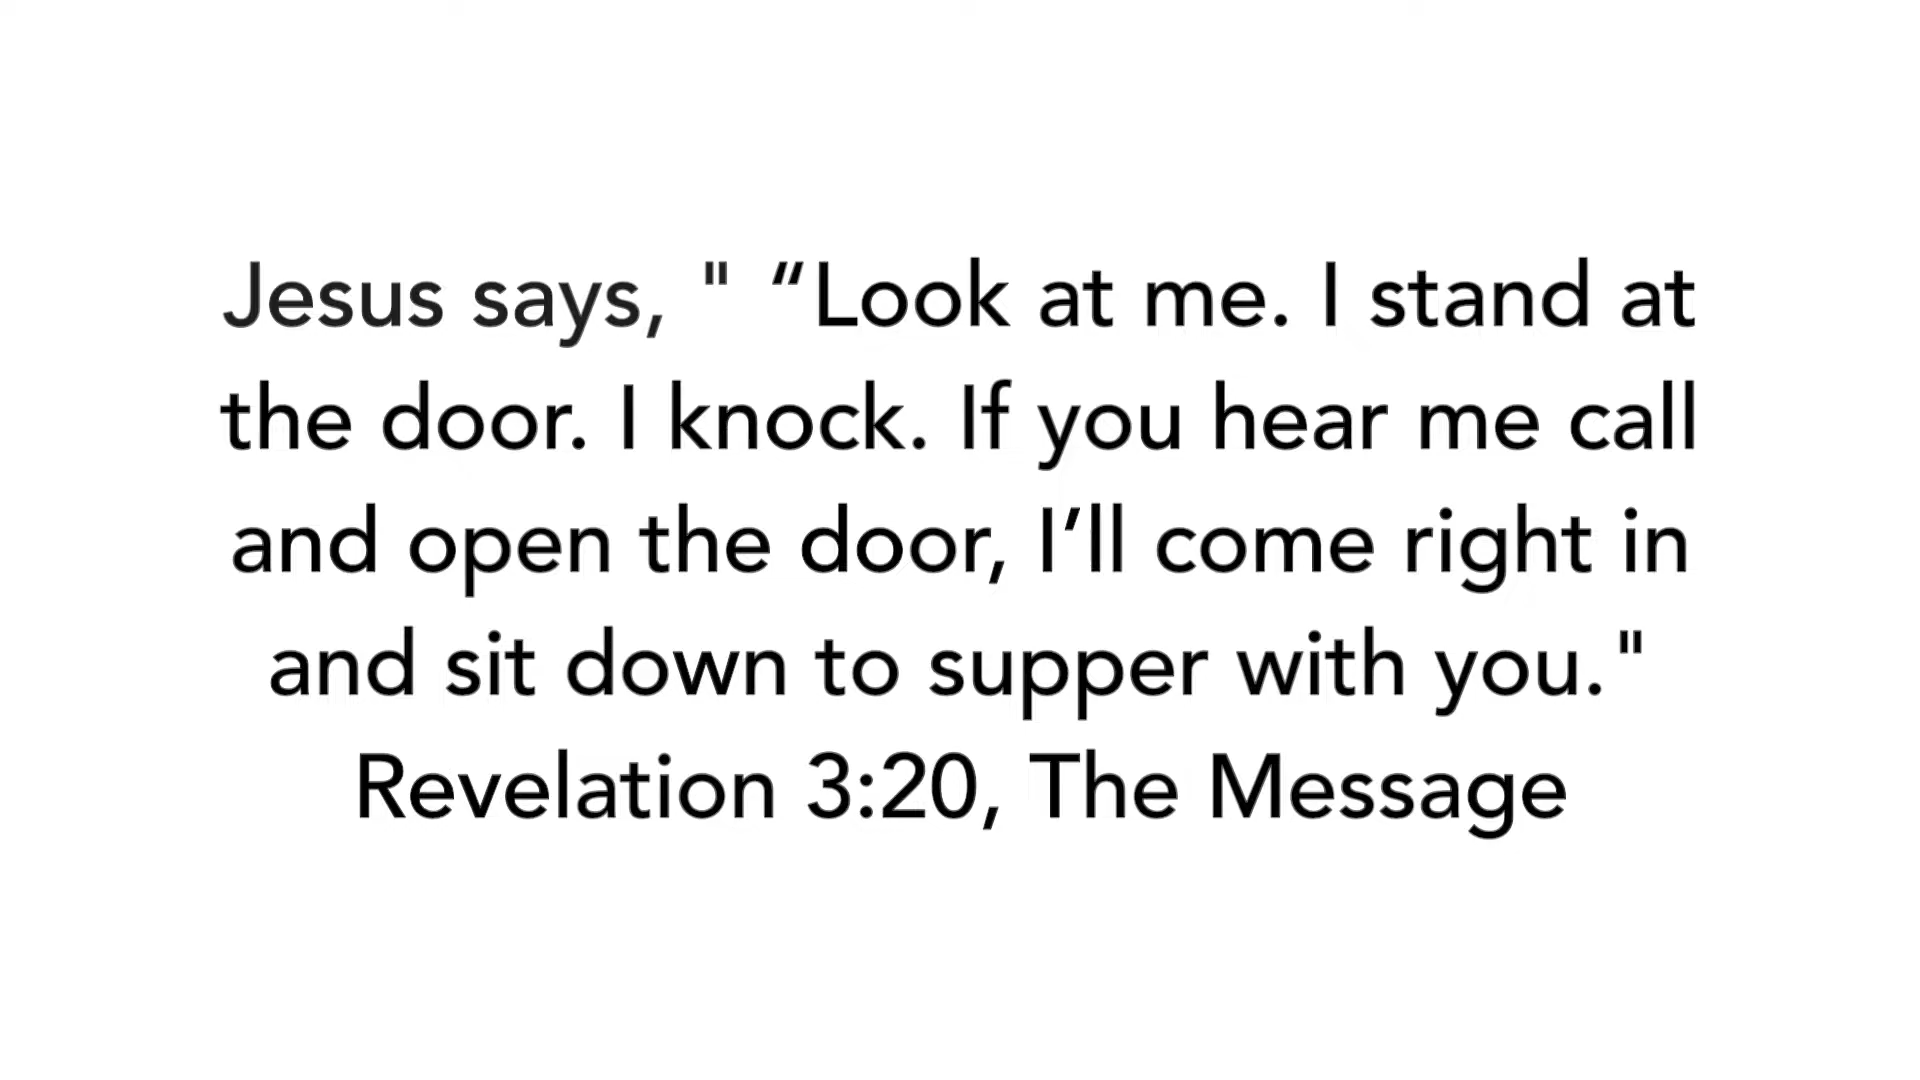 Jesus says, " “Look at me. I stand at
the door. I knock. If you hear me call
and open the door, I’ll come right in
and sit down to supper with you."
Revelation 3:20, The Message